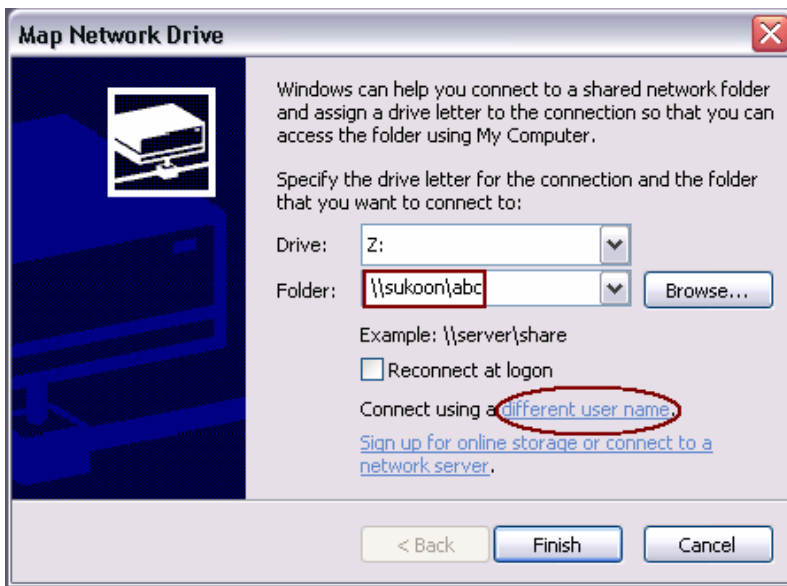 Map Network Drive
Windows can help you connect to a shared network folder
and assign a drive letter to the connection so that you can
access the folder using My Computer.
Specify the drive letter for the connection and the folder
that you want to connect to:
Drive: Z:
Folder: \\sukoon\abc Browse...
Example: \\server\share
Reconnect at logon
Connect using a different user name.
Sign up for online storage or connect to a
network server.
< Back Finish Cancel